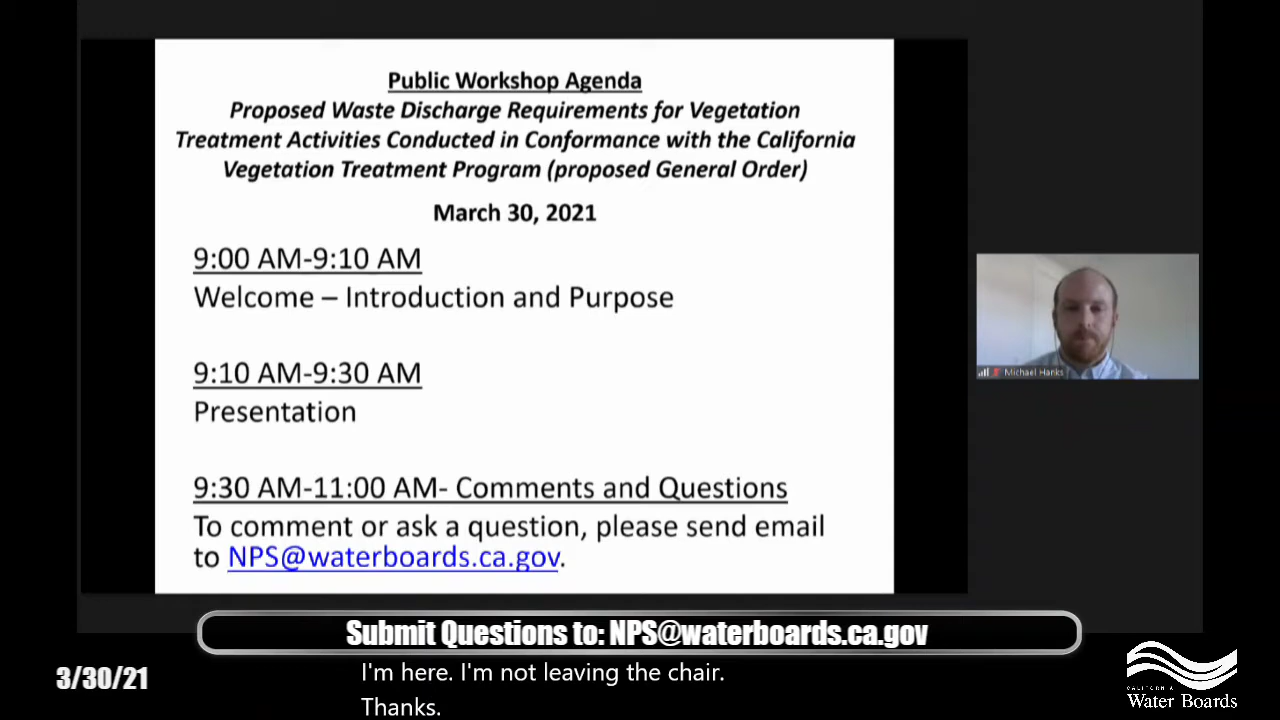 Public Workshop Agenda
Proposed Waste Discharge Requirements for Vegetation
Treatment Activities Conducted in Conformance with the California
Vegetation Treatment Program (proposed General Order)
March 30, 2021
9:00 AM-9:10 AM
Welcome – Introduction and Purpose
9:10 AM-9:30 AM
Presentation
9:30 AM-11:00 AM- Comments and Questions
To comment or ask a question, please send email
to NPS@waterboards.ca.gov.
Michael Hanks
Submit Questions to: NPS@waterboards.ca.gov
3/30/21
I'm here. I'm not leaving the chair.
Thanks.
CALIFORNIA
Water Boards